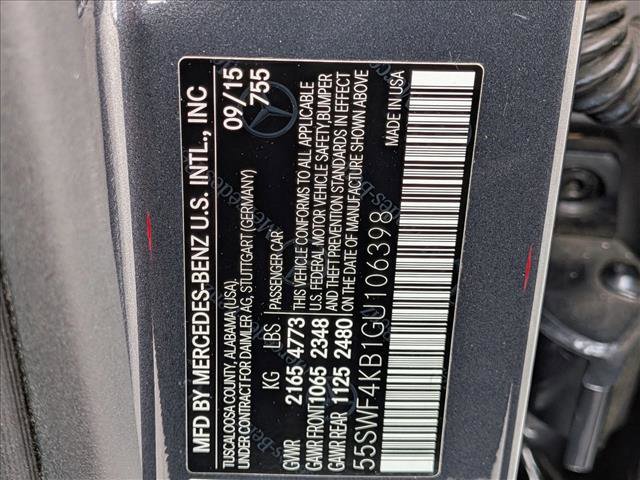 MFD BY MERCEDES-BENZ U.S. INTL., INC
TUSCALOOSA COUNTY, ALABAMA (USA),
UNDER CONTRACT FOR DAIMLER AG, STUTTGART (GERMANY)
09/15
755
KG LBS PASSENGER CAR
GVWR 2165 4773 THIS VEHICLE CONFORMS TO ALL APPLICABLE
GAWR FRONT 1065 2348 U.S. FEDERAL MOTOR VEHICLE SAFETY, BUMPER
GAWR REAR 1125 2480 AND THEFT PREVENTION STANDARDS IN EFFECT
ON THE DATE OF MANUFACTURE SHOWN ABOVE
55SWF4KB1GU106398
MADE IN USA